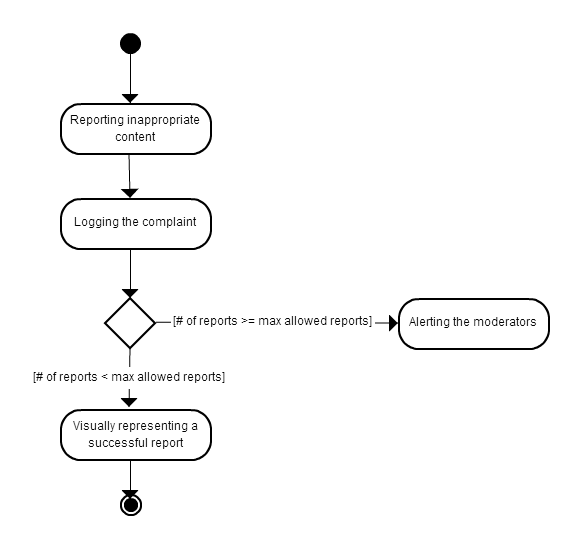 Reporting inappropriate
content
Logging the complaint
[# of reports >= max allowed reports]
Alerting the moderators
[# of reports < max allowed reports]
Visually representing a
successful report